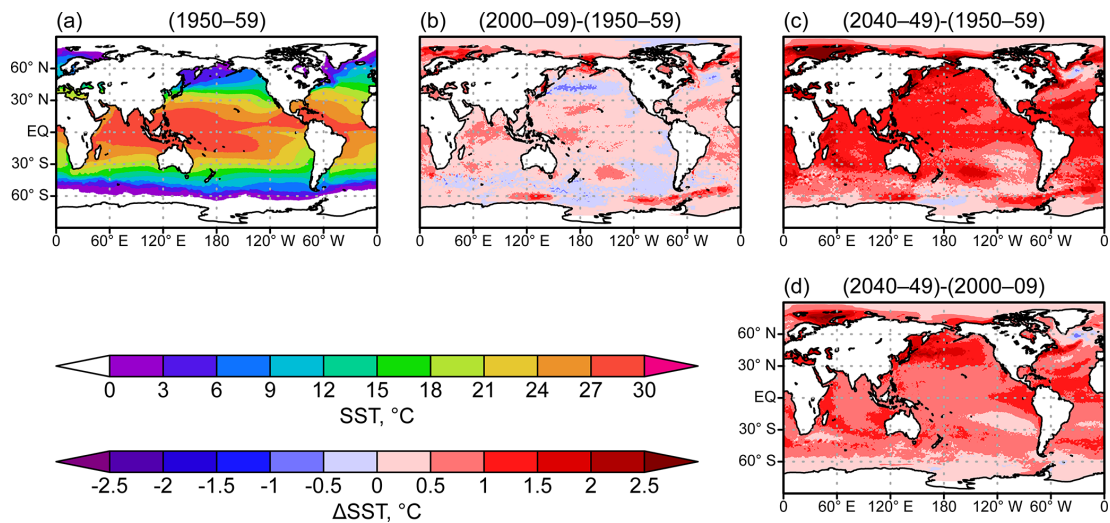 (a) (1950–59)
(b) (2000–09)-(1950–59)
(c) (2040–49)-(1950–59)
60° N
30° N
EQ
30° S
60° S
0 60° E 120° E 180° 120° W 60° W 0
0 60° E 120° E 180° 120° W 60° W 0
0 60° E 120° E 180° 120° W 60° W 0
(d) (2040–49)-(2000–09)
60° N
30° N
EQ
30° S
60° S
0 60° E 120° E 180° 120° W 60° W 0
0 3 6 9 12 15 18 21 24 27 30
SST, °C
-2.5 -2 -1.5 -1 -0.5 0 0.5 1 1.5 2 2.5
ΔSST, °C